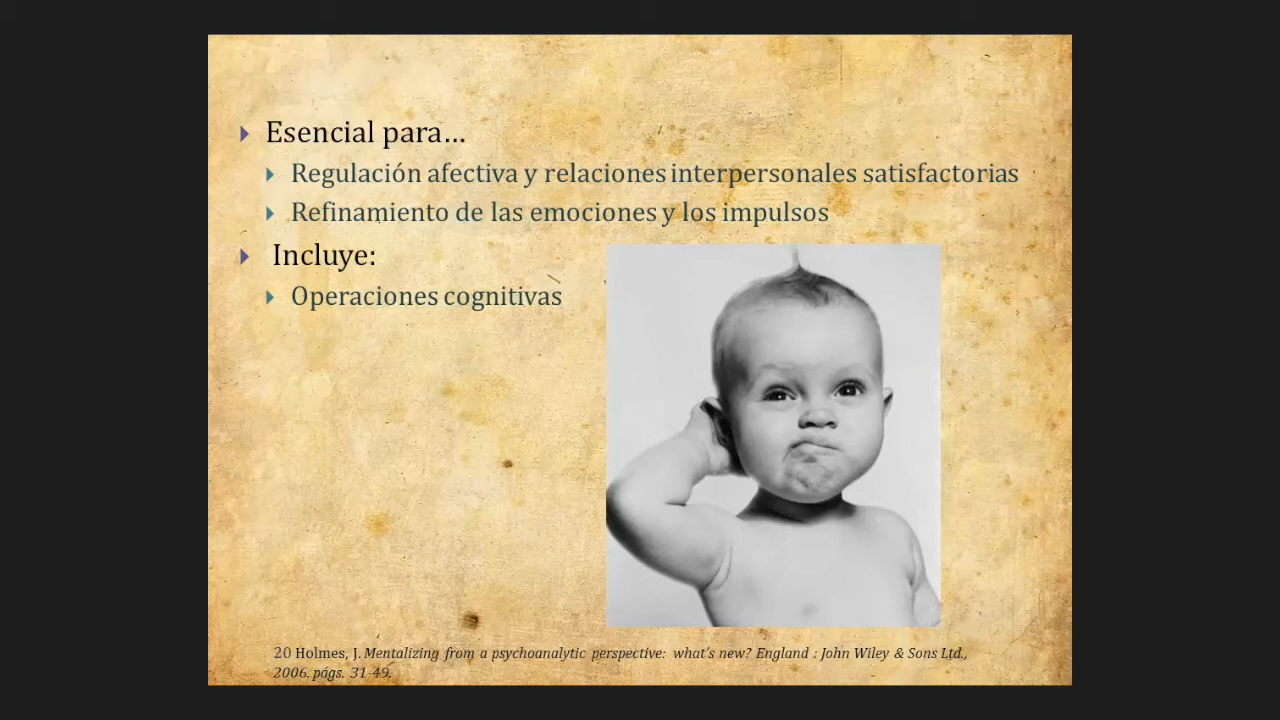 Esencial para...
Regulación afectiva y relaciones interpersonales satisfactorias
Refinamiento de las emociones y los impulsos
Incluye:
Operaciones cognitivas
20 Holmes, J. Mentalizing from a psychoanalytic perspective: what's new? England : John Wiley & Sons Ltd.,
2006. págs. 31-49.